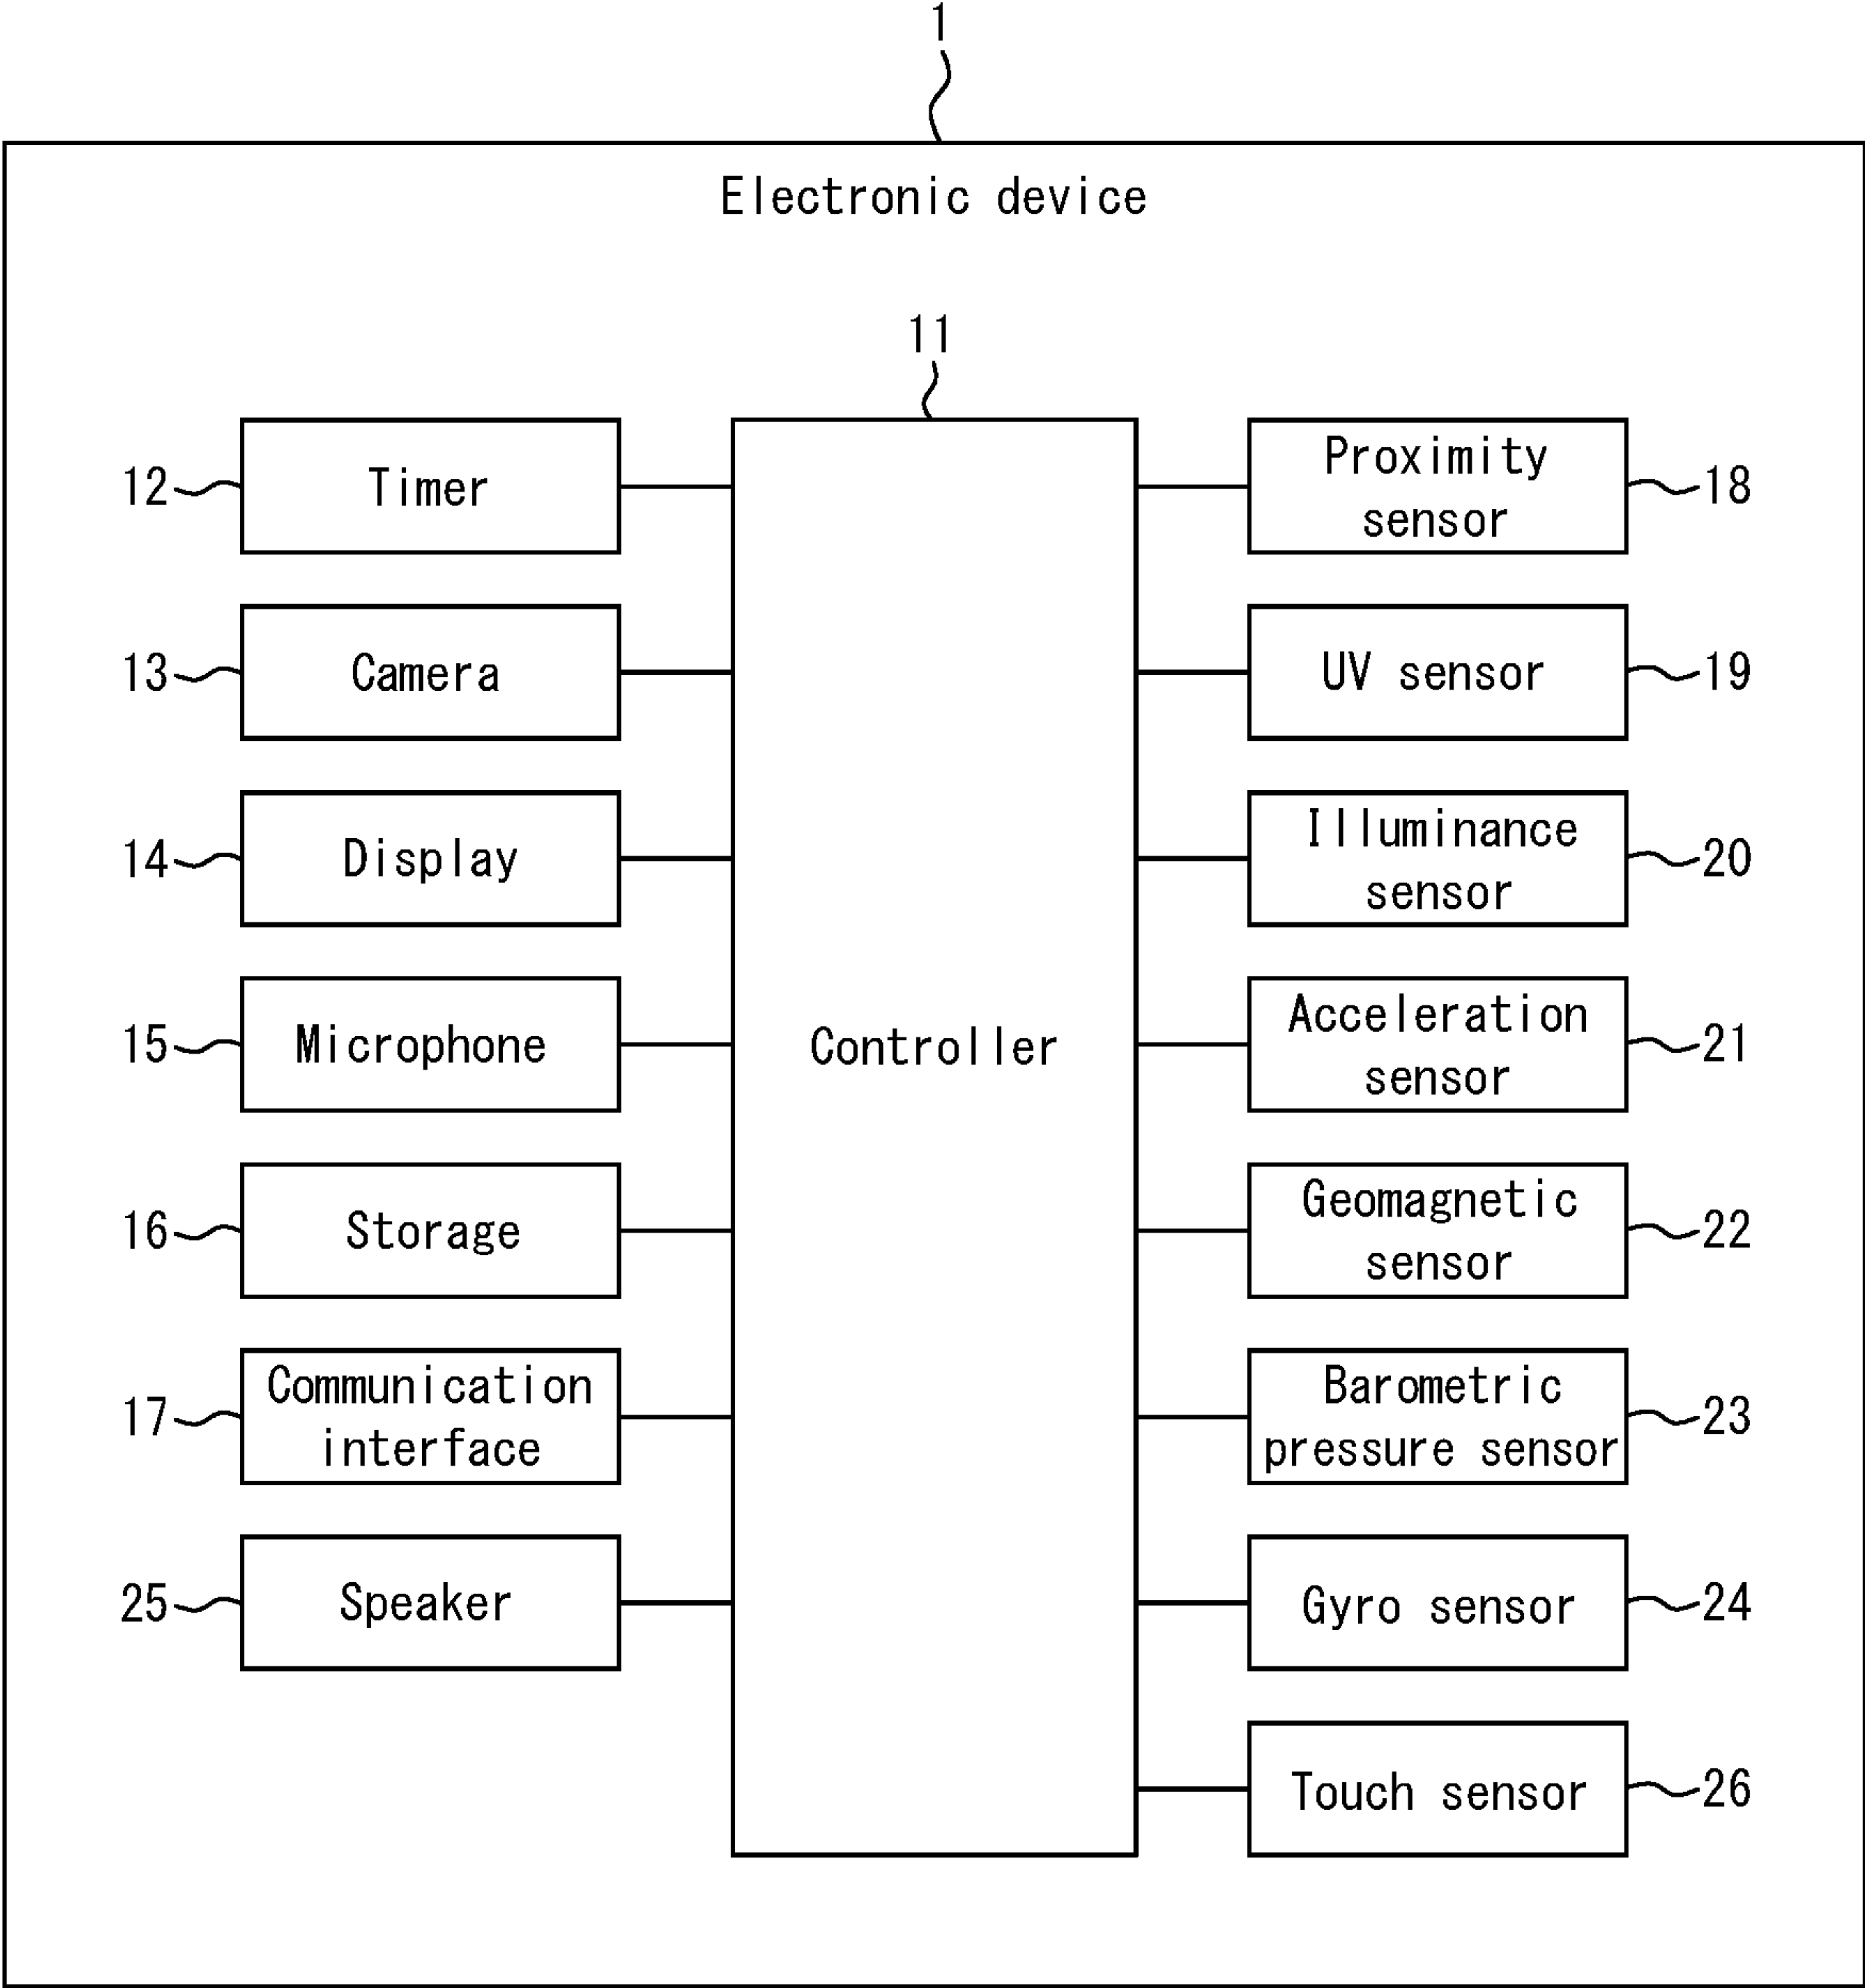 1
Electronic device
11
12
Timer
13
Camera
14
Display
15
Microphone
16
Storage
17
Communication
interface
25
Speaker
Controller
Proximity
sensor
18
UV sensor
19
Illuminance
sensor
20
Acceleration
sensor
21
Geomagnetic
sensor
22
Barometric
pressure sensor
23
Gyro sensor
24
Touch sensor
26